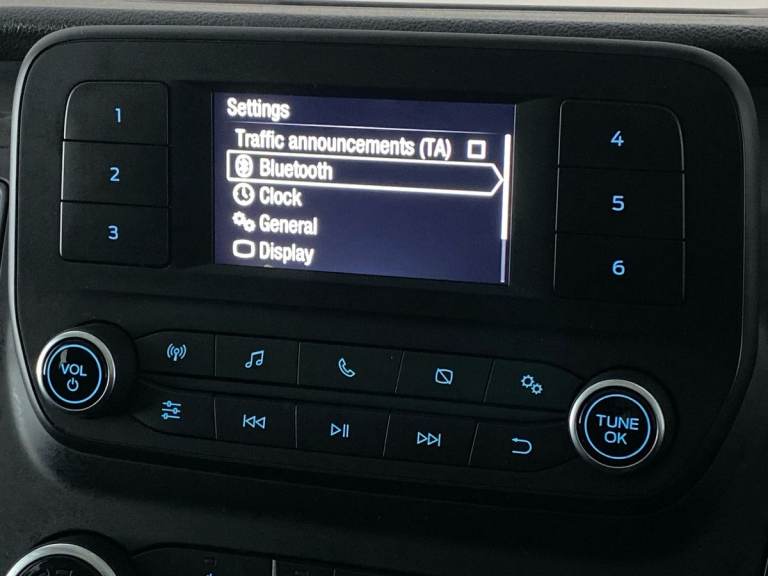 Settings
Traffic announcements (TA)
Bluetooth
Clock
General
Display
1
2
3
4
5
6
VOL
TUNE
OK